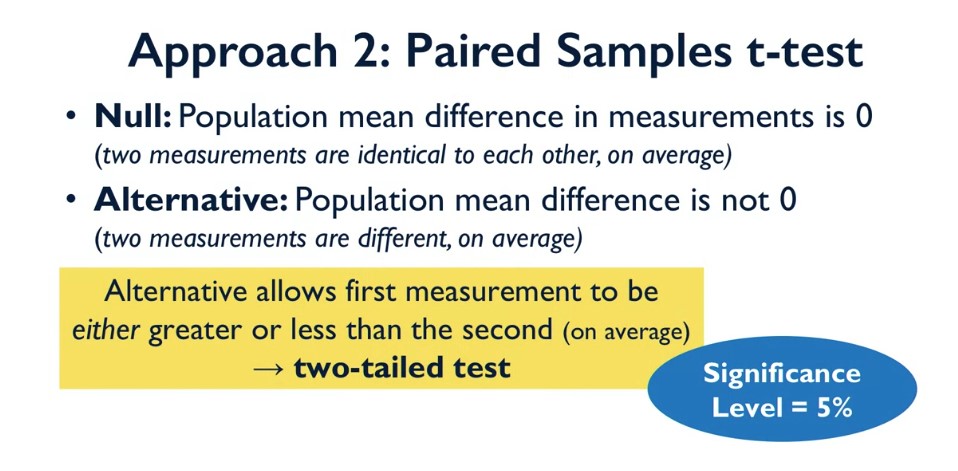 Approach 2: Paired Samples t-test
• Null: Population mean difference in measurements is 0
(two measurements are identical to each other, on average)
• Alternative: Population mean difference is not 0
(two measurements are different, on average)
Alternative allows first measurement to be
either greater or less than the second (on average)
→ two-tailed test
Significance
Level = 5%